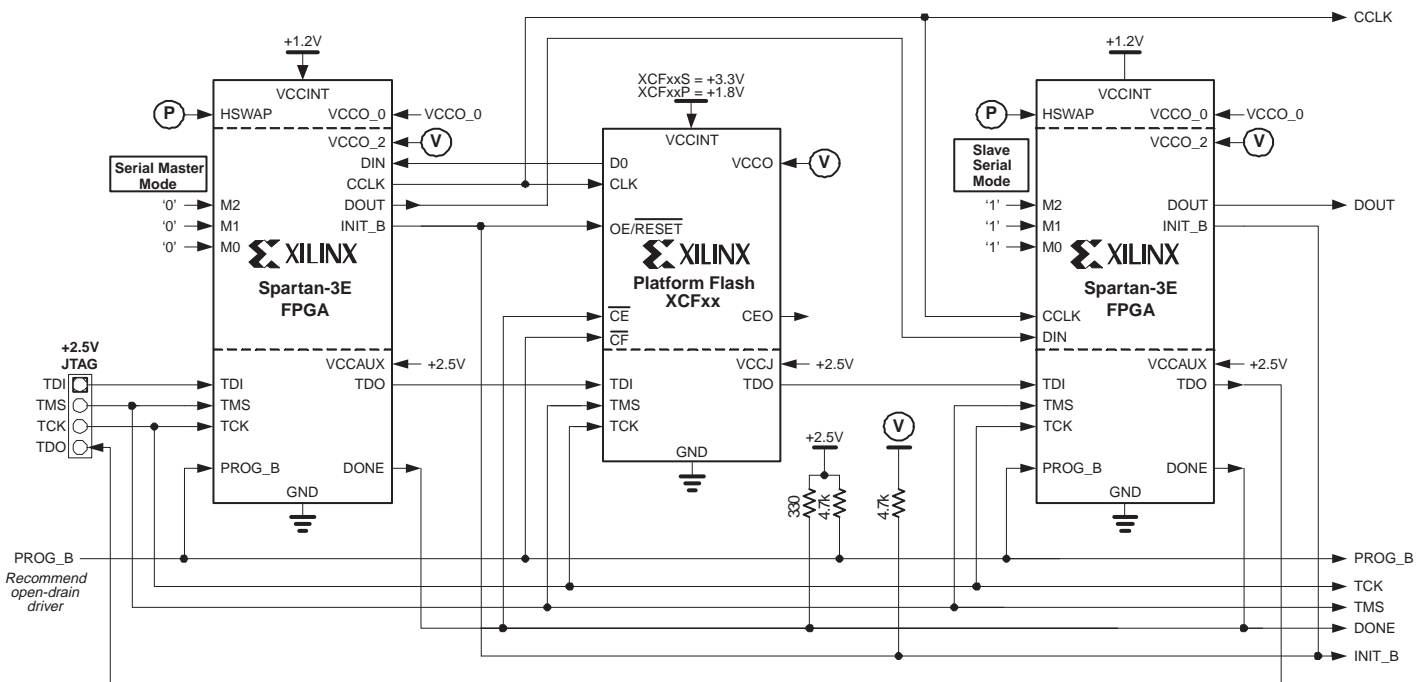 CCLK
+1.2V
P
HSWAP
VCCINT
VCCO_0
VCCO_0
VCCO_2
V
DIN
CCLK
DOUT
INIT_B
Serial Master
Mode
'0'
M2
'0'
M1
'0'
M0
XILINX
Spartan-3E
FPGA
VCCAUX
+2.5V
TDI
TDO
TMS
TCK
PROG_B
DONE
GND
+2.5V
JTAG
TDI
TMS
TCK
TDO
XCFxxS = +3.3V
XCFxxP = +1.8V
VCCINT
D0
VCCO
V
CLK
OE/RESET
XILINX
Platform Flash
XCFxx
CE
CEO
CF
VCCJ
+2.5V
TDI
TDO
TMS
TCK
GND
+2.5V
330
4.7k
V
4.7k
+1.2V
P
VCCINT
HSWAP
VCCO_0
VCCO_0
VCCO_2
V
Slave
Serial
Mode
'1'
M2
DOUT
DOUT
'1'
M1
INIT_B
'1'
M0
XILINX
Spartan-3E
FPGA
CCLK
DIN
VCCAUX
+2.5V
TDI
TDO
TMS
TCK
PROG_B
DONE
GND
PROG_B
Recommend
open-drain
driver
PROG_B
TCK
TMS
DONE
INIT_B